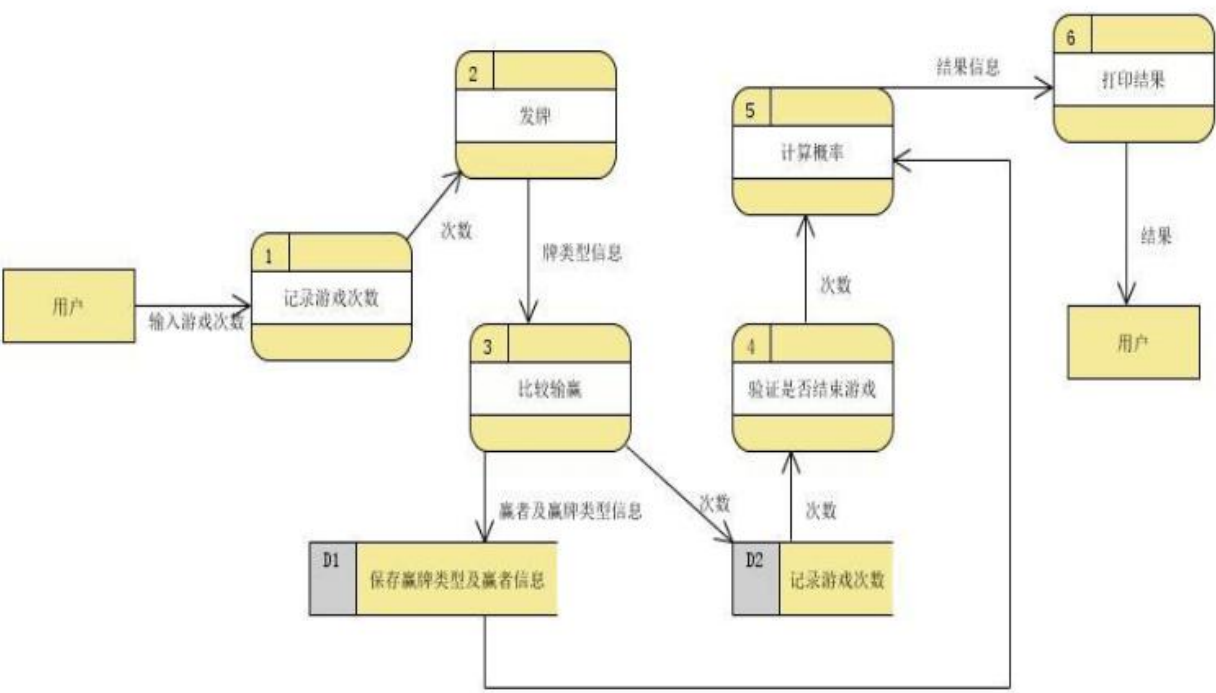 6
打印结果
结果信息
2
发牌
5
计算概率
次数
牌类型信息
1
记录游戏次数
用户
输入游戏次数
结果
用户
次数
3
比较输赢
4
验证是否结束游戏
赢者及赢牌类型信息
次数
次数
D1
保存赢牌类型及赢者信息
D2
记录游戏次数